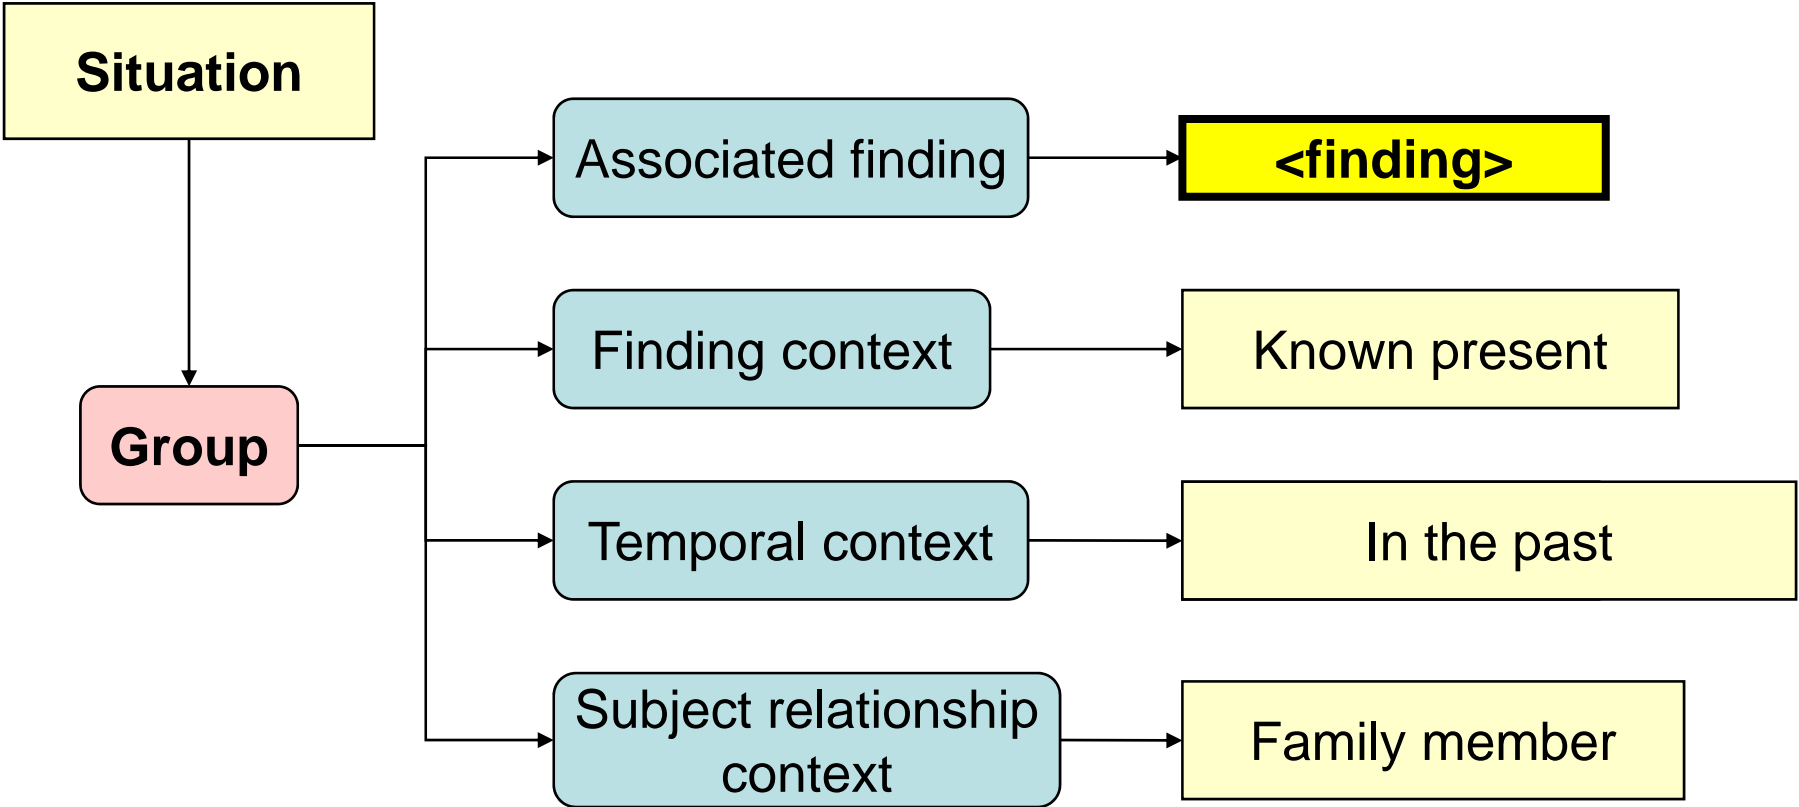 Situation
Associated finding
<finding>
Finding context
Known present
Group
Temporal context
In the past
Subject relationship
context
Family member